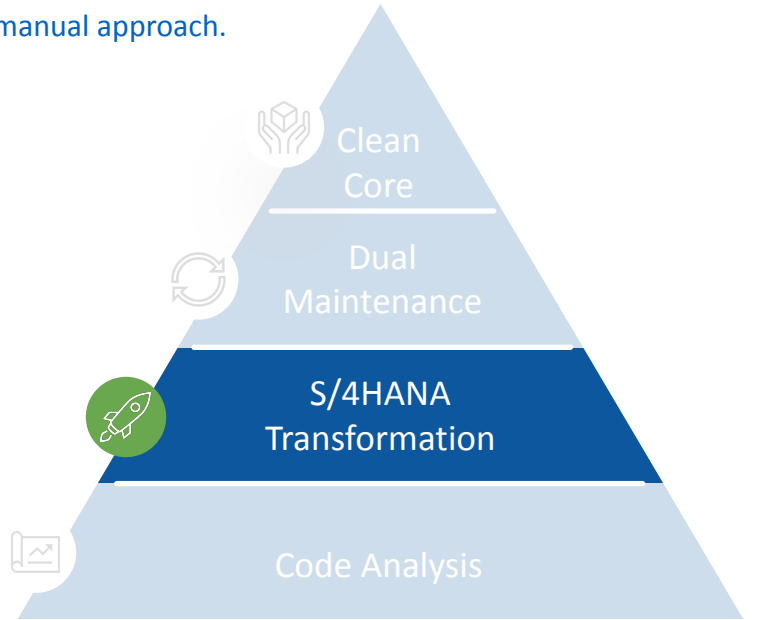 manual approach.
Clean
Core
Dual
Maintenance
S/4HANA
Transformation
Code Analysis